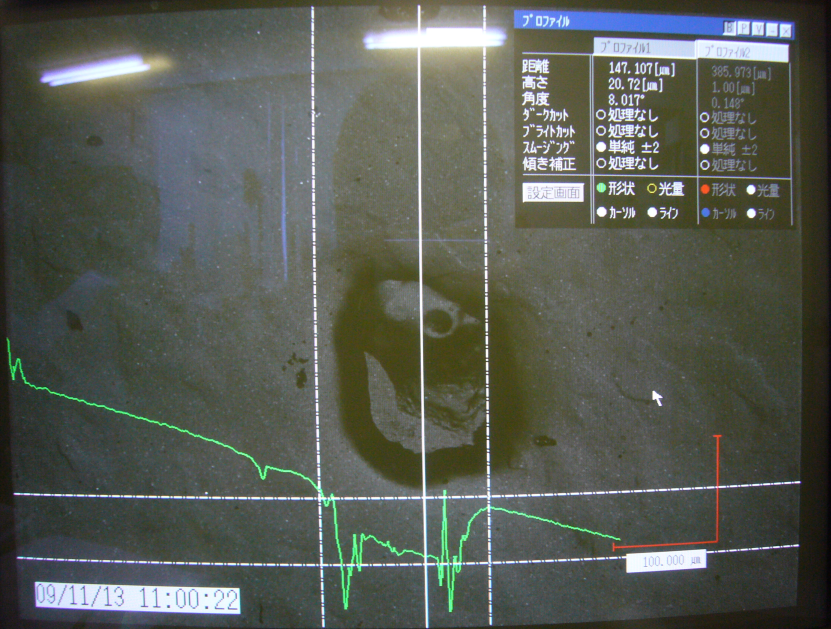 プロファイル
B P V - ×
プロファイル1 プロファイル2
距離 147.107[μm] 385.973[μm]
高さ 20.72[μm] 1.00[μm]
角度 8.017° 0.148°
ダークカット 処理なし 処理なし
ブライトカット 処理なし 処理なし
スムージング 単純 ±2 単純 ±2
傾き補正 処理なし 処理なし
設定画面 形状 光量 形状 光量
カーソル ライン カーソル ライン
100.000 μm
09/11/13 11:00:22